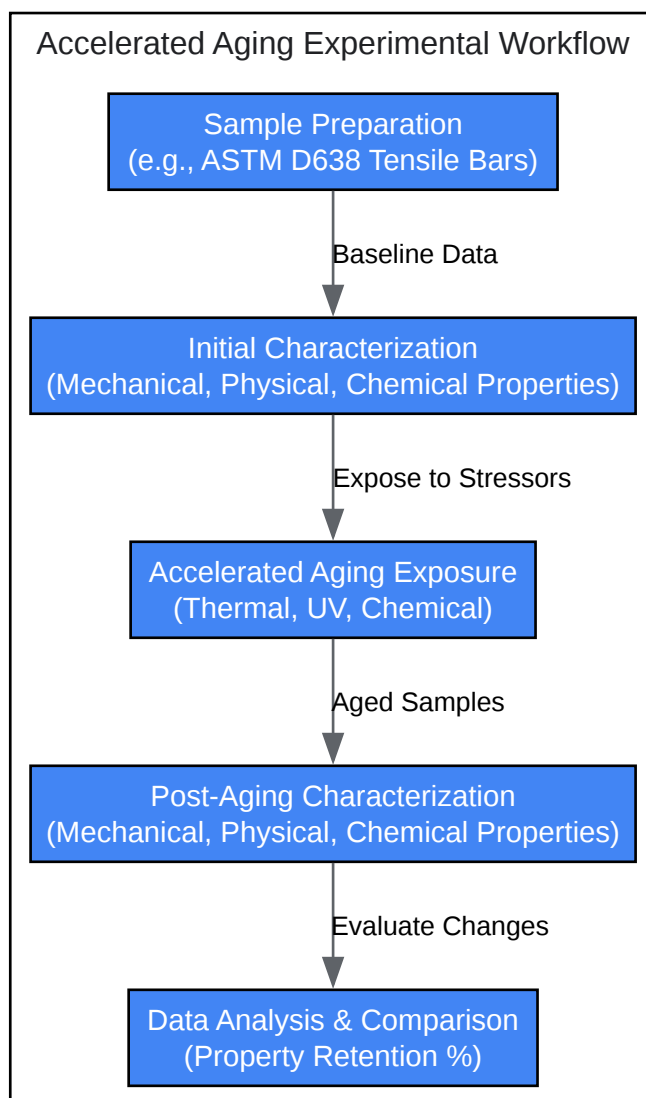 Accelerated Aging Experimental Workflow
Sample Preparation
(e.g., ASTM D638 Tensile Bars)
Baseline Data
Initial Characterization
(Mechanical, Physical, Chemical Properties)
Expose to Stressors
Accelerated Aging Exposure
(Thermal, UV, Chemical)
Aged Samples
Post-Aging Characterization
(Mechanical, Physical, Chemical Properties)
Evaluate Changes
Data Analysis & Comparison
(Property Retention %)